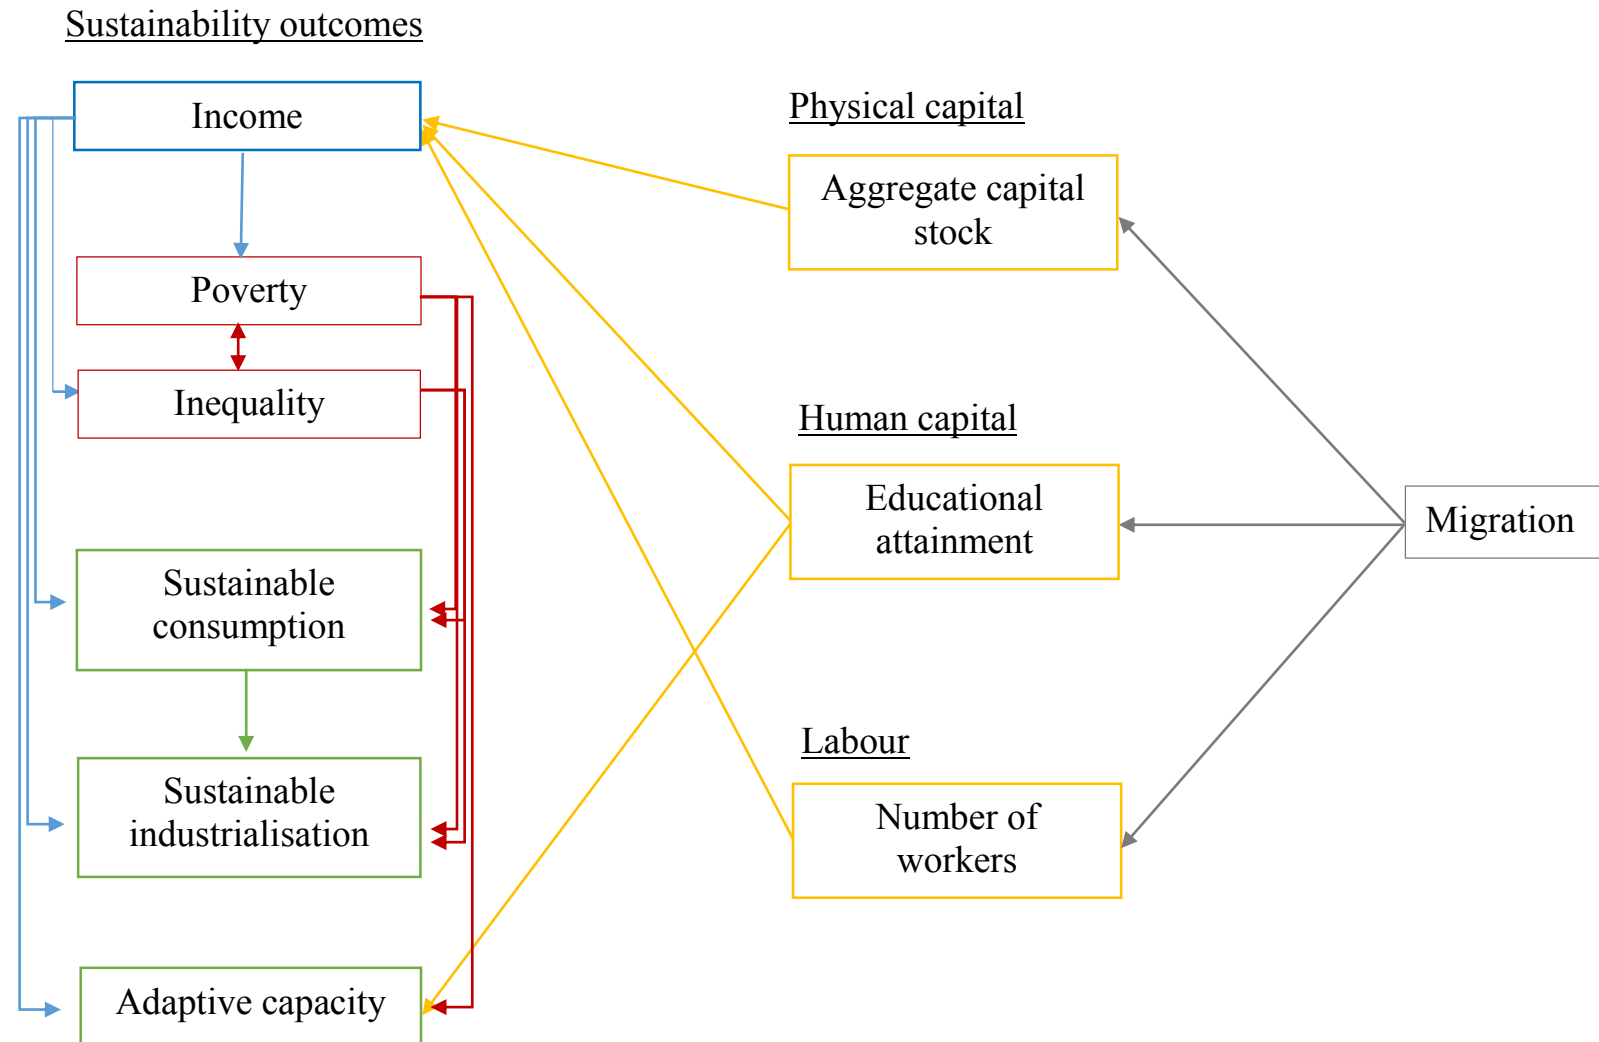 Sustainability outcomes
Income
Poverty
Inequality
Sustainable
consumption
Sustainable
industrialisation
Adaptive capacity
Physical capital
Aggregate capital
stock
Human capital
Educational
attainment
Labour
Number of
workers
Migration